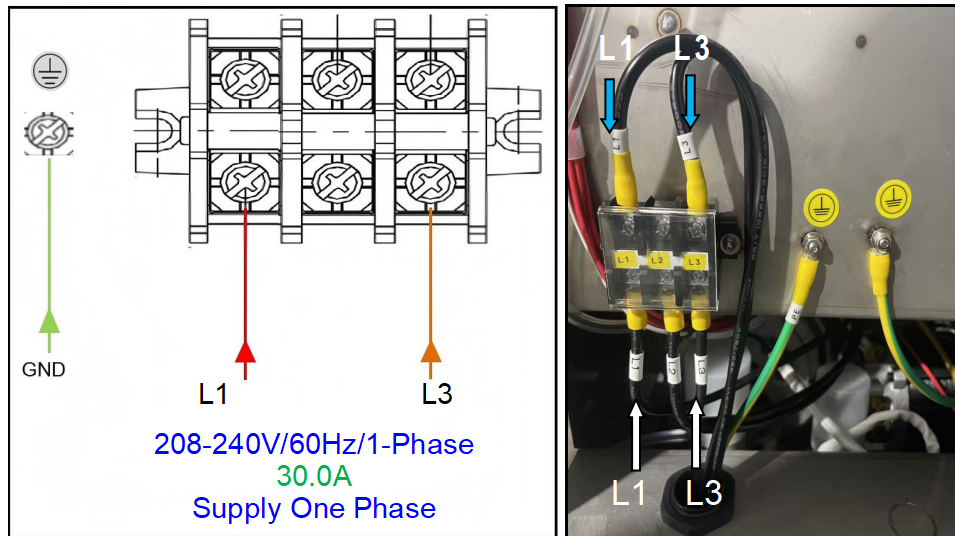 GND
L1
L3
208-240V/60Hz/1-Phase
30.0A
Supply One Phase
L1
L3
L1
L3
L1
L2
L3
PE
L1
L2
L3
L1
L3